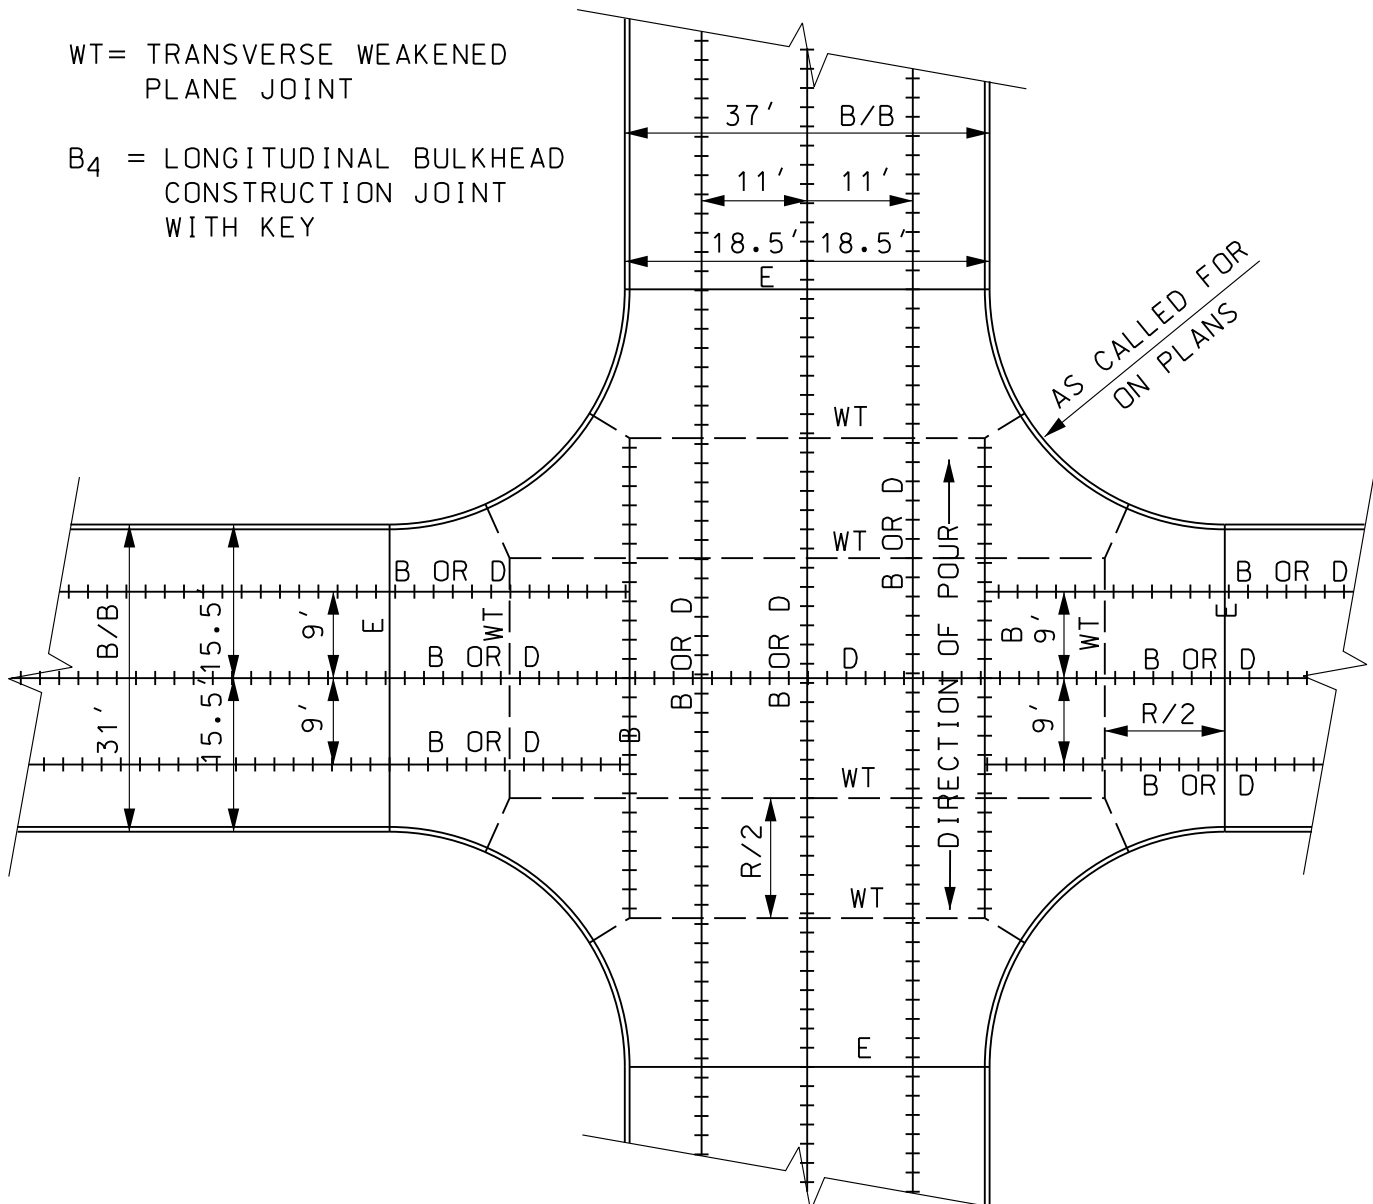 WT= TRANSVERSE WEAKENED
PLANE JOINT
B4 = LONGITUDINAL BULKHEAD
CONSTRUCTION JOINT
WITH KEY
37' B/B
11' 11'
18.5' 18.5'
E
AS CALLED FOR
ON PLANS
WT
WT
B OR D
DIRECTION OF POUR
B OR D
B OR D
31' B/B
15.5' 15.5'
9'
9'
E
WT
B OR D
B OR D
B
B OR D
B OR D
D
B
9'
9'
WT
E
B OR D
R/2
B OR D
WT
R/2
WT
E